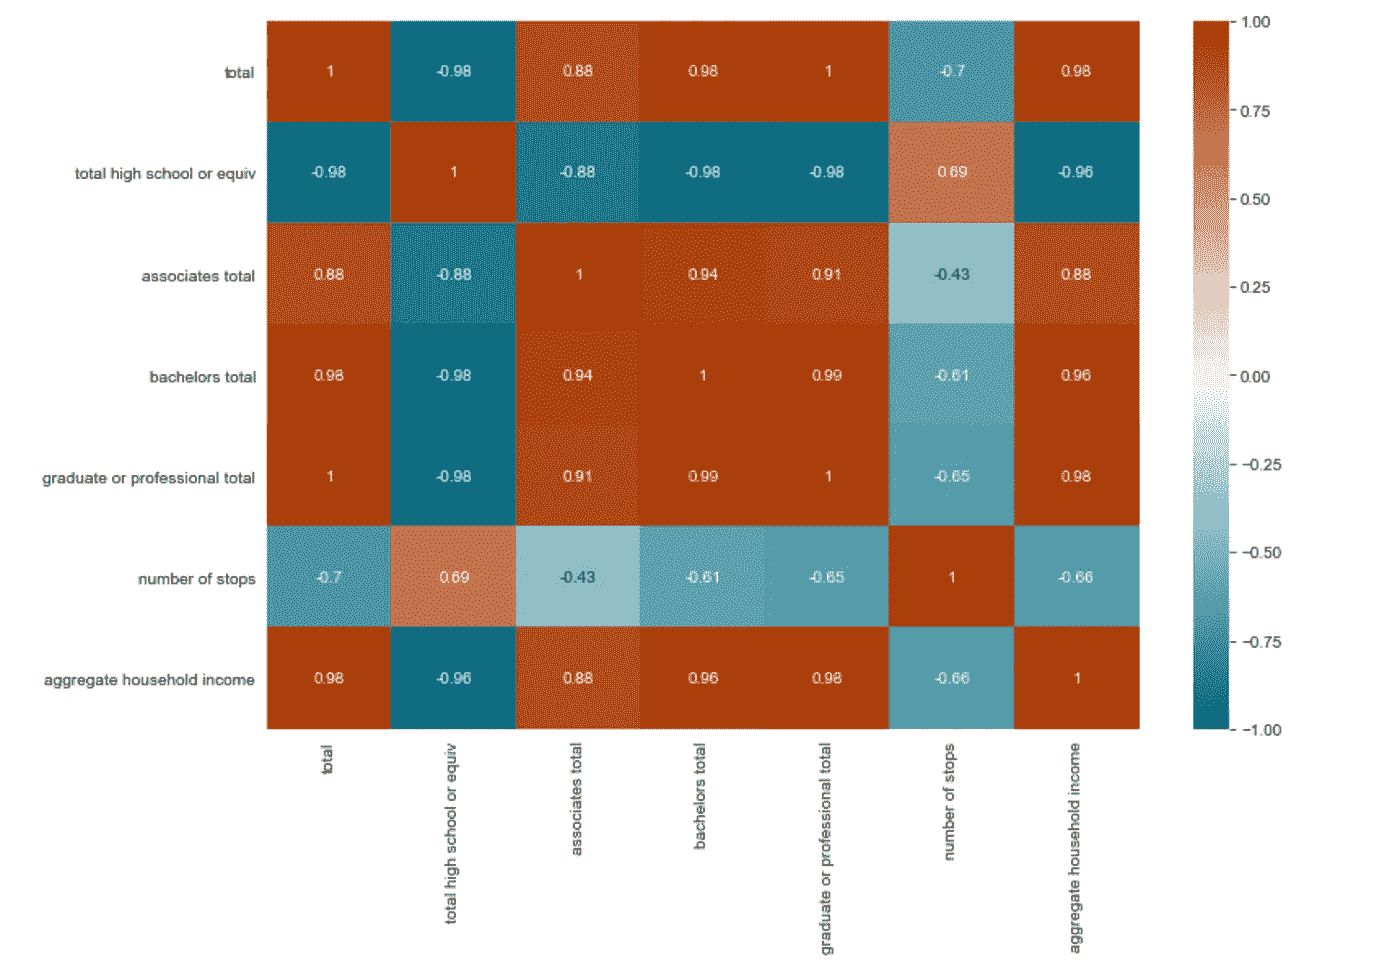 total 1 -0.98 0.88 0.98 1 -0.7 0.98
total high school or equiv -0.98 1 -0.88 -0.98 -0.98 0.69 -0.96
associates total 0.88 -0.88 1 0.94 0.91 -0.43 0.88
bachelors total 0.98 -0.98 0.94 1 0.99 -0.61 0.96
graduate or professional total 1 -0.98 0.91 0.99 1 -0.65 0.98
number of stops -0.7 0.69 -0.43 -0.61 -0.65 1 -0.66
aggregate household income 0.98 -0.96 0.88 0.96 0.98 -0.66 1
total
total high school or equiv
associates total
bachelors total
graduate or professional total
number of stops
aggregate household income
1.00
0.75
0.50
0.25
0.00
−0.25
−0.50
−0.75
−1.00